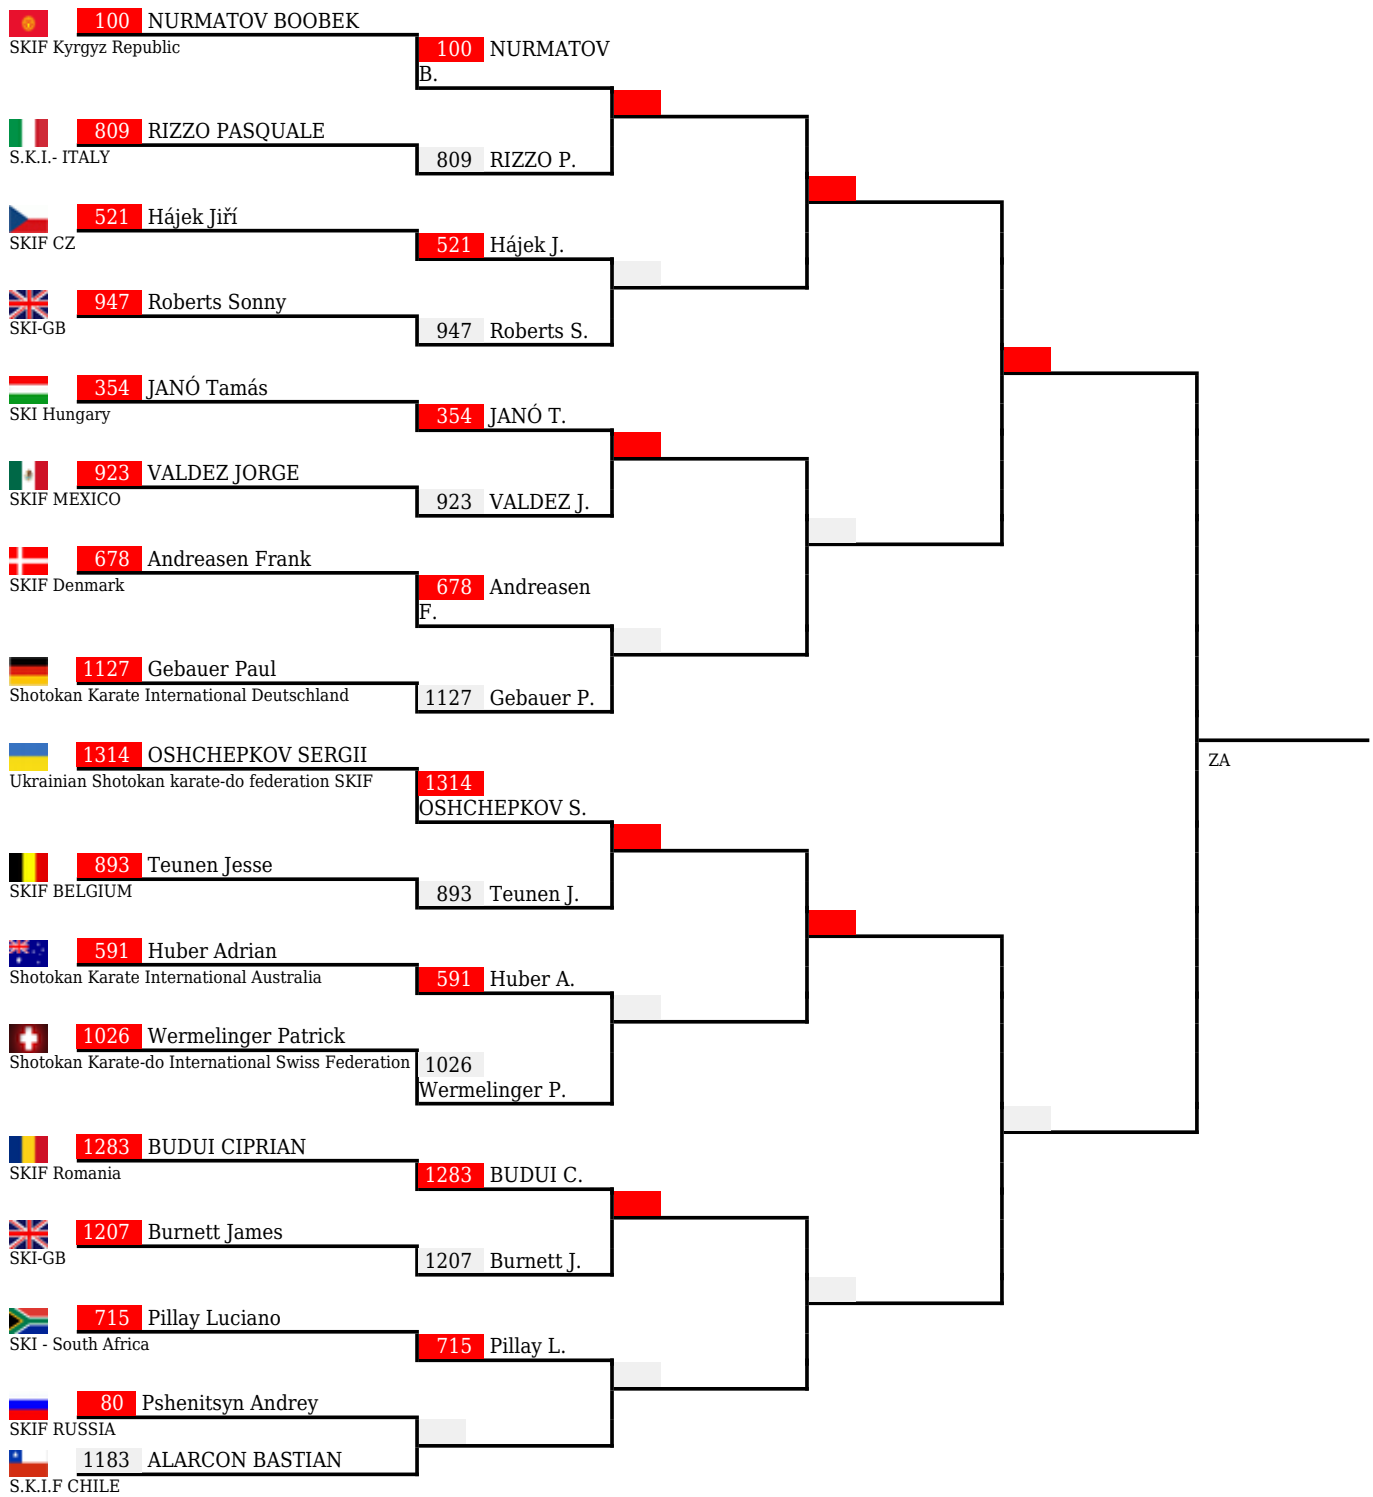 100 NURMATOV BOOBEK
SKIF Kyrgyz Republic
100 NURMATOV
B.
809 RIZZO PASQUALE
S.K.I.- ITALY
809 RIZZO P.
521 Hájek Jiří
SKIF CZ
521 Hájek J.
947 Roberts Sonny
SKI-GB
947 Roberts S.
354 JANÓ Tamás
SKI Hungary
354 JANÓ T.
923 VALDEZ JORGE
SKIF MEXICO
923 VALDEZ J.
678 Andreasen Frank
SKIF Denmark
678 Andreasen
F.
1127 Gebauer Paul
Shotokan Karate International Deutschland
1127 Gebauer P.
1314 OSHCHEPKOV SERGII
Ukrainian Shotokan karate-do federation SKIF
1314
OSHCHEPKOV S.
ZA
893 Teunen Jesse
SKIF BELGIUM
893 Teunen J.
591 Huber Adrian
Shotokan Karate International Australia
591 Huber A.
1026 Wermelinger Patrick
Shotokan Karate-do International Swiss Federation
1026
Wermelinger P.
1283 BUDUI CIPRIAN
SKIF Romania
1283 BUDUI C.
1207 Burnett James
SKI-GB
1207 Burnett J.
715 Pillay Luciano
SKI - South Africa
715 Pillay L.
80 Pshenitsyn Andrey
SKIF RUSSIA
1183 ALARCON BASTIAN
S.K.I.F CHILE